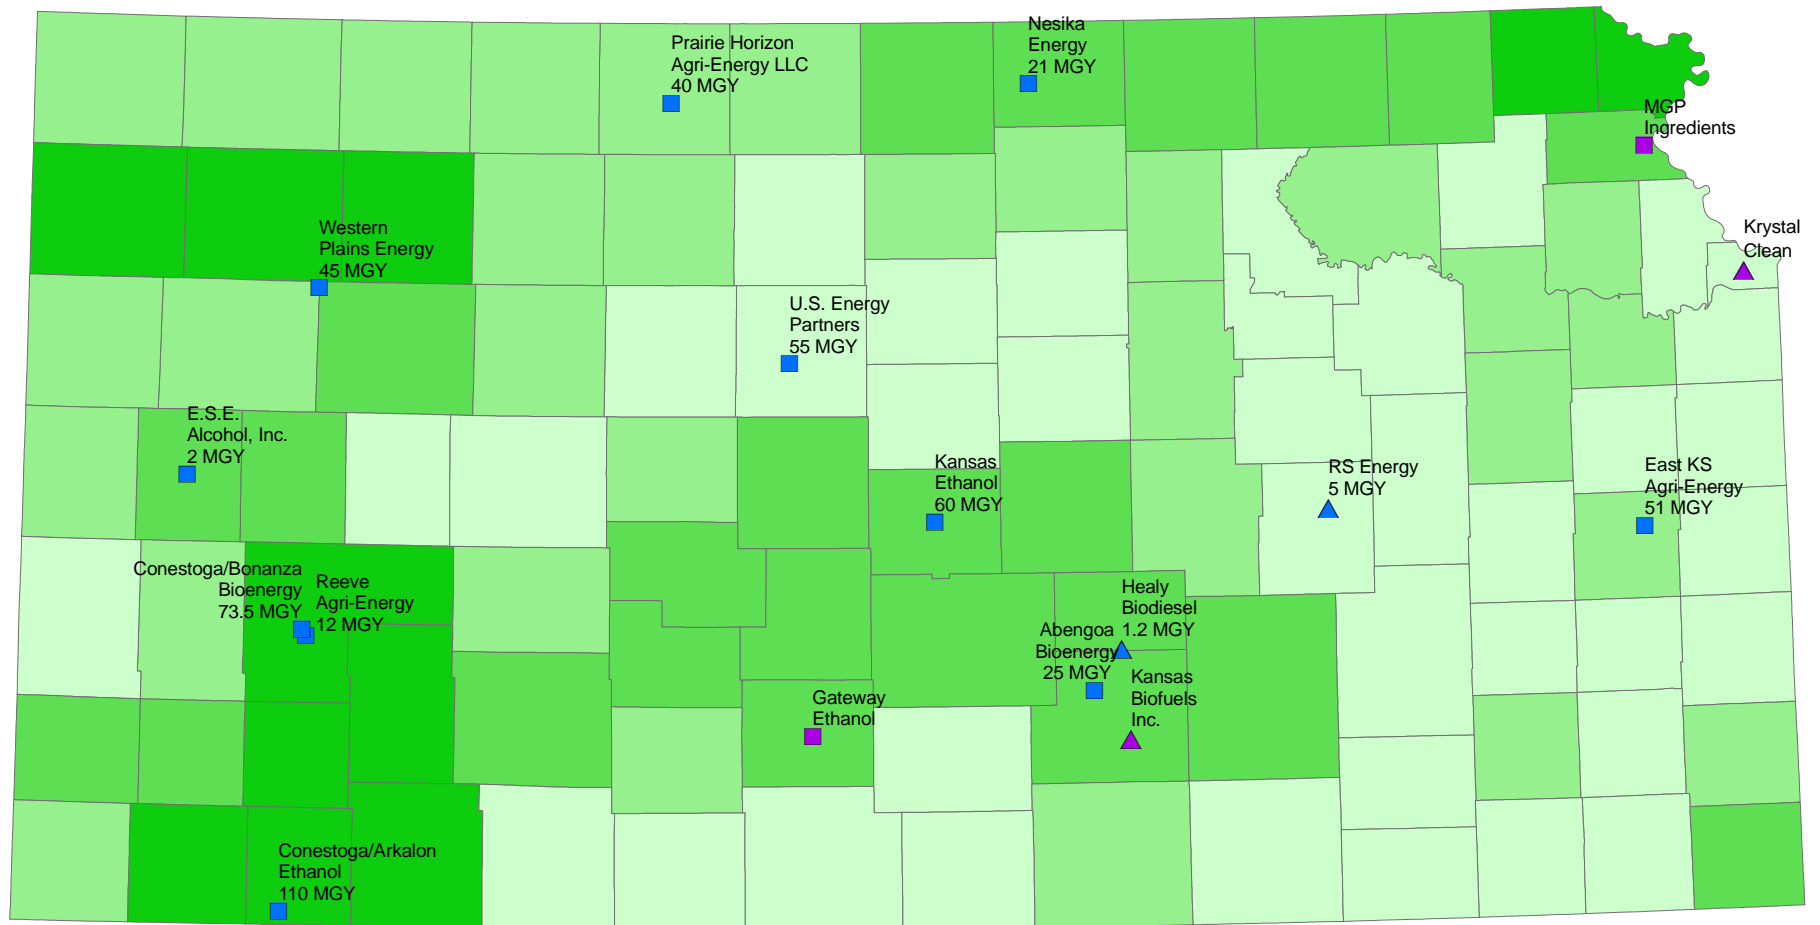 Nesika
Energy
21 MGY
Prairie Horizon
Agri-Energy LLC
40 MGY
MGP
Ingredients
Western
Plains Energy
45 MGY
Krystal
Clean
U.S. Energy
Partners
55 MGY
E.S.E.
Alcohol, Inc.
2 MGY
Kansas
Ethanol
60 MGY
RS Energy
5 MGY
East KS
Agri-Energy
51 MGY
Conestoga/Bonanza
Bioenergy
73.5 MGY
Reeve
Agri-Energy
12 MGY
Healy
Biodiesel
1.2 MGY
Abengoa
Bioenergy
25 MGY
Kansas
Biofuels
Inc.
Gateway
Ethanol
Conestoga/Arkalon
Ethanol
110 MGY